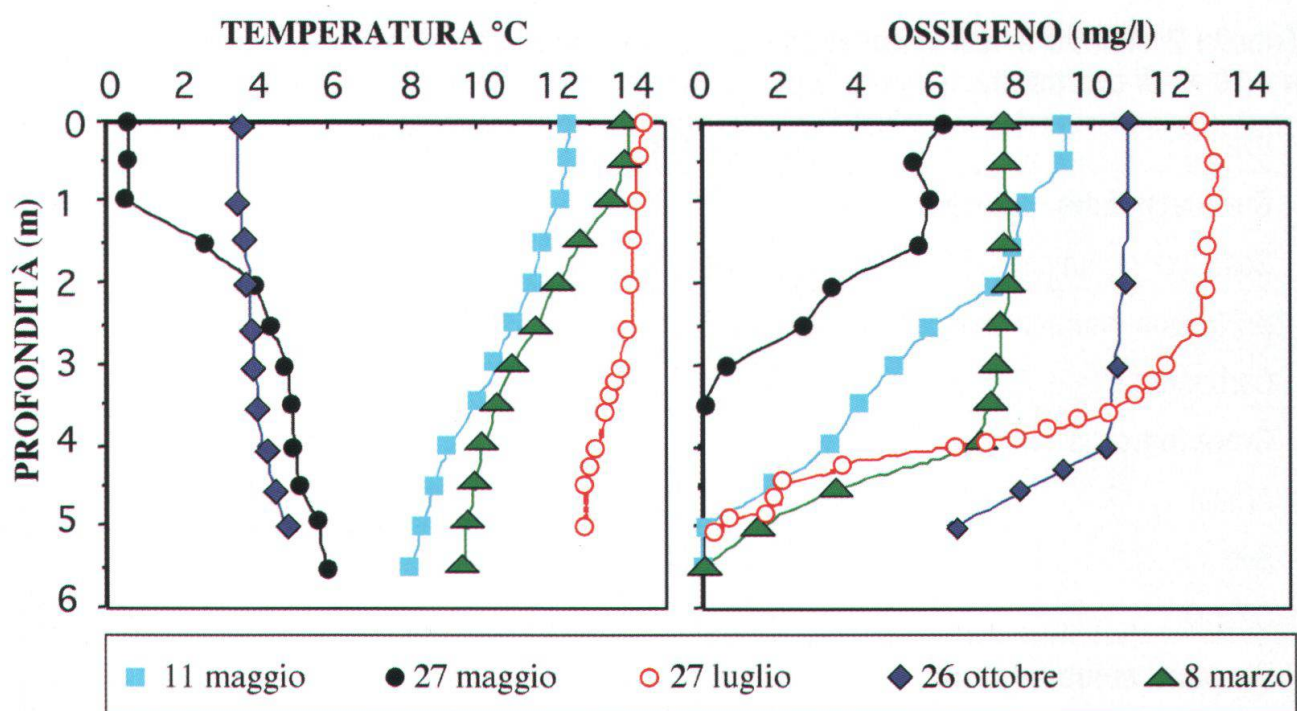 TEMPERATURA °C
OSSIGENO (mg/l)
0 2 4 6 8 10 12 14
0 2 4 6 8 10 12 14
PROFONDITÀ (m)
0
1
2
3
4
5
6
11 maggio 27 maggio 27 luglio 26 ottobre 8 marzo